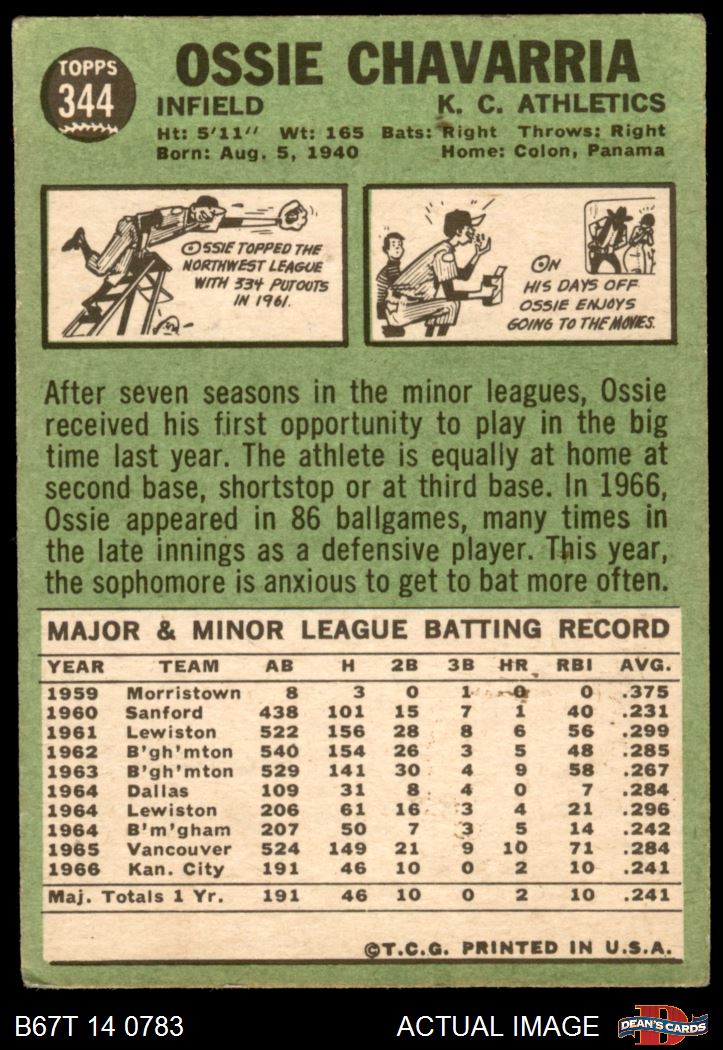 TOPPS
344
OSSIE CHAVARRIA
INFIELD K. C. ATHLETICS
Ht: 5'11" Wt: 165 Bats: Right Throws: Right
Born: Aug. 5, 1940 Home: Colon, Panama
OSSIE TOPPED THE
NORTHWEST LEAGUE
WITH 334 PUTOUTS
IN 1961.
ON
HIS DAYS OFF
OSSIE ENJOYS
GOING TO THE MOVIES.
After seven seasons in the minor leagues, Ossie
received his first opportunity to play in the big
time last year. The athlete is equally at home at
second base, shortstop or at third base. In 1966,
Ossie appeared in 86 ballgames, many times in
the late innings as a defensive player. This year,
the sophomore is anxious to get to bat more often.
MAJOR & MINOR LEAGUE BATTING RECORD
YEAR TEAM AB H 2B 3B HR RBI AVG.
1959 Morristown 8 3 0 1 0 0 .375
1960 Sanford 438 101 15 7 1 40 .231
1961 Lewiston 522 156 28 8 6 56 .299
1962 B'gh'mton 540 154 26 3 5 48 .285
1963 B'gh'mton 529 141 30 4 9 58 .267
1964 Dallas 109 31 8 4 0 7 .284
1964 Lewiston 206 61 16 3 4 21 .296
1964 B'm'gham 207 50 7 3 5 14 .242
1965 Vancouver 524 149 21 9 10 71 .284
1966 Kan. City 191 46 10 0 2 10 .241
Maj. Totals 1 Yr. 191 46 10 0 2 10 .241
©T.C.G. PRINTED IN U.S.A.
B67T 14 0783 ACTUAL IMAGE
D
DEAN'S CARDS